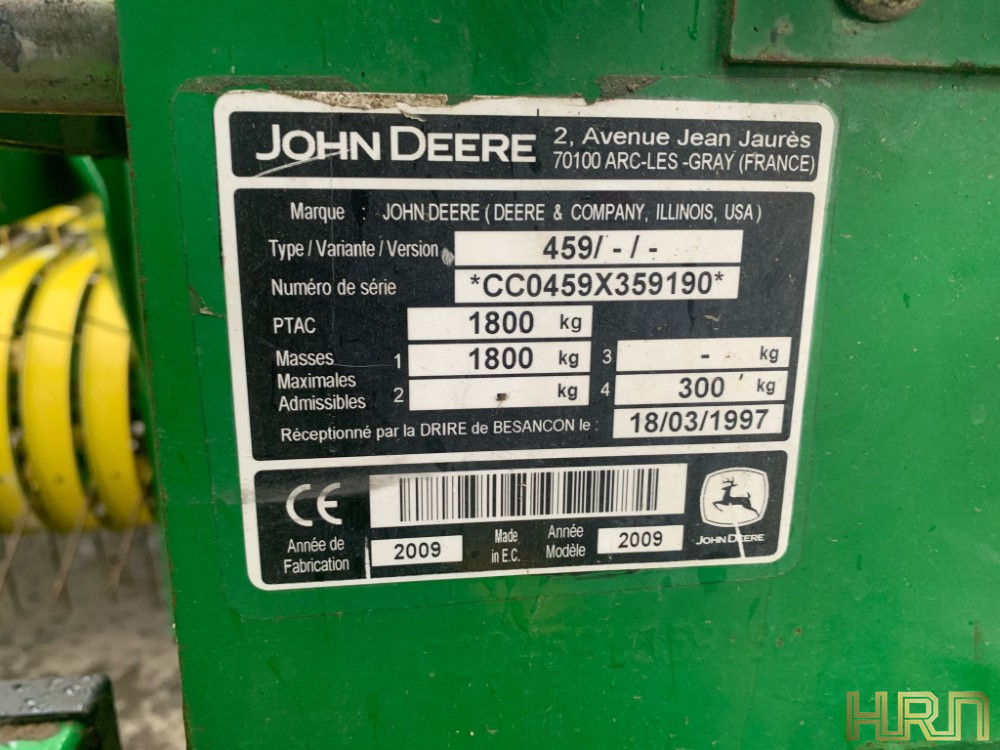 JOHN DEERE 2, Avenue Jean Jaurès
70100 ARC-LES -GRAY (FRANCE)
Marque : JOHN DEERE ( DEERE & COMPANY, ILLINOIS, USA )
Type / Variante / Version 459/ - / -
Numéro de série *CC0459X359190*
PTAC 1800 kg
Masses 1 1800 kg 3 - kg
Maximales
Admissibles 2 - kg 4 300 kg
Réceptionné par la DRIRE de BESANCON le : 18/03/1997
CE
Année de Fabrication 2009 Made in E.C. Année Modèle 2009
JOHN DEERE
HRN